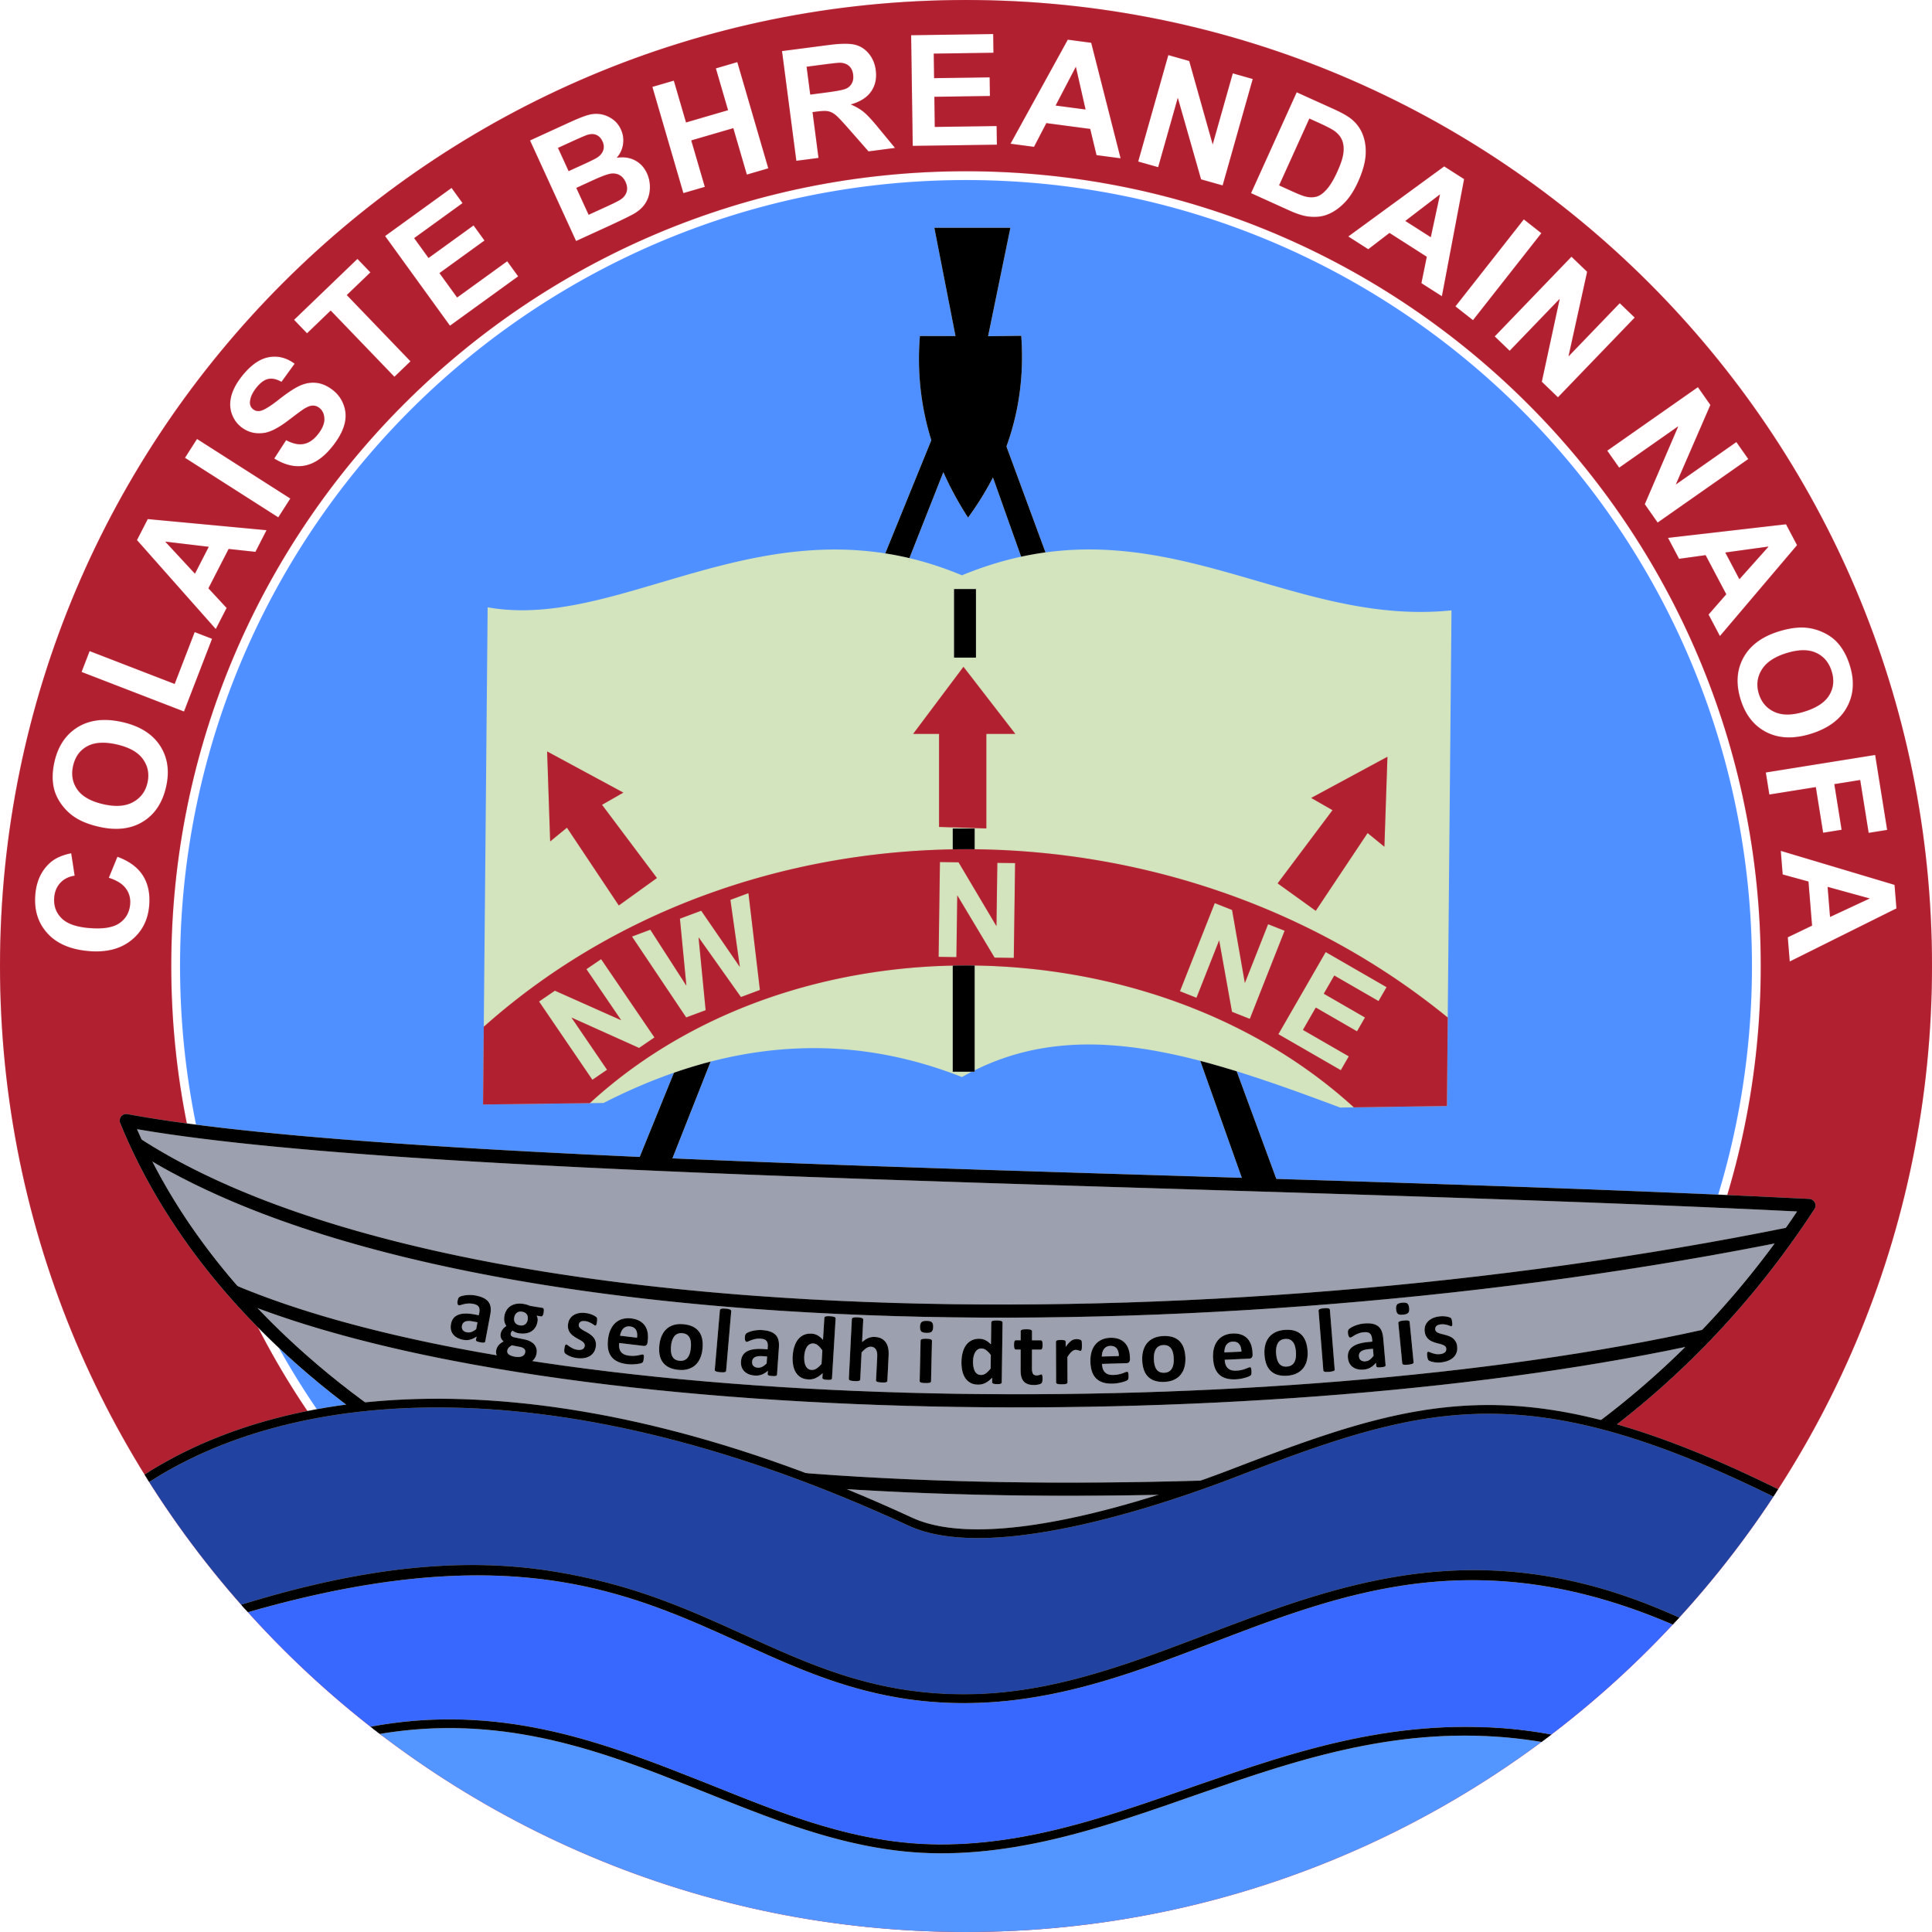 COLAISTE BHREANDAIN NAOFA
NW N NE
ag seoladh i dtreo eolais